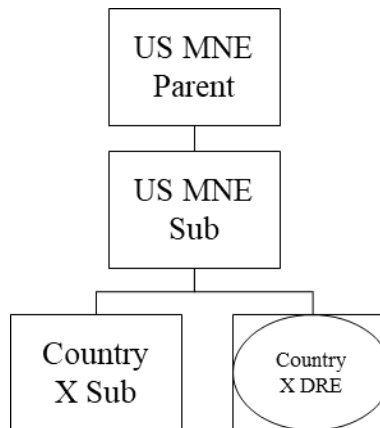 US MNE
Parent
US MNE
Sub
Country
X Sub
Country
X DRE